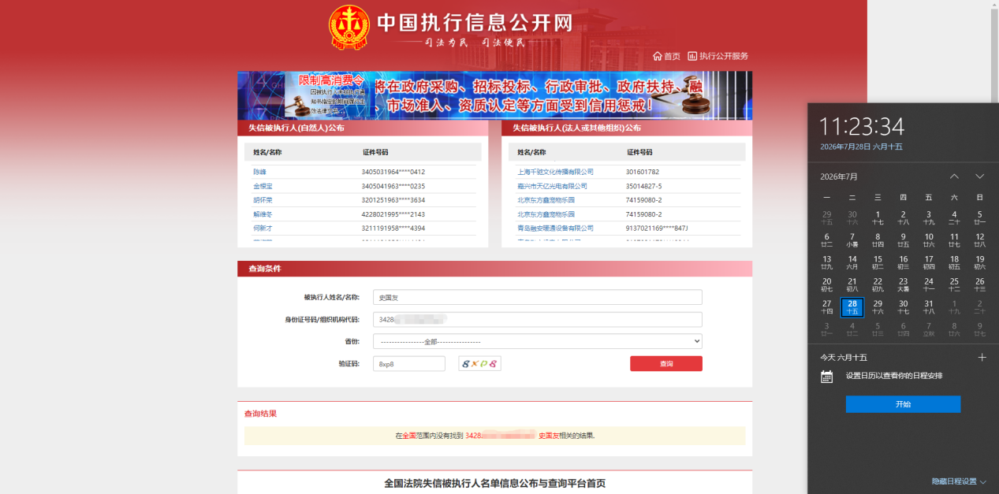 中国执行信息公开网
司法为民 司法便民
首页 执行公开服务
限制高消费令
将在政府采购、招标投标、行政审批、政府扶持、融
市场准入、资质认定等方面受到信用惩戒！
失信被执行人(自然人)公布
姓名/名称 证件号码
陈峰 3405031964****0412
金根宝 3405041963****0235
胡怀荣 3201251963****3634
解维冬 4228021995****2143
何新才 3211191958****4394
失信被执行人(法人或其他组织)公布
姓名/名称 证件号码
上海千虓文化传播有限公司 301601782
嘉兴市天亿光电有限公司 35014827-5
北京东方鑫宠物乐园 74159080-2
北京东方鑫宠物乐园 74159080-2
青岛融安暖通设备有限公司 9137021169****847J
查询条件
被执行人姓名/名称: 史国友
身份证号码/组织机构代码: 3428
省份: ----------------全部----------------
验证码: 8xp8 8xp8 查询
查询结果
在全国范围内没有找到 3428 史国友相关的结果.
全国法院失信被执行人名单信息公布与查询平台首页
11:23:34
2026年7月28日 六月十五
2026年7月
一 二 三 四 五 六 日
29 30 1 2 3 4 5
十五 十六 十七 十八 十九 二十 廿一
6 7 8 9 10 11 12
廿二 小暑 廿四 廿五 廿六 廿七 廿八
13 14 15 16 17 18 19
廿九 六月 初二 初三 初四 初五 初六
20 21 22 23 24 25 26
初七 初八 初九 大暑 十一 十二 十三
27 28 29 30 31 1 2
十四 十五 十六 十七 十八 十九 二十
3 4 5 6 7 8 9
廿一 廿二 廿三 廿四 立秋 廿六 廿七
今天 六月十五
设置日历以查看你的日程安排
开始
隐藏日程设置